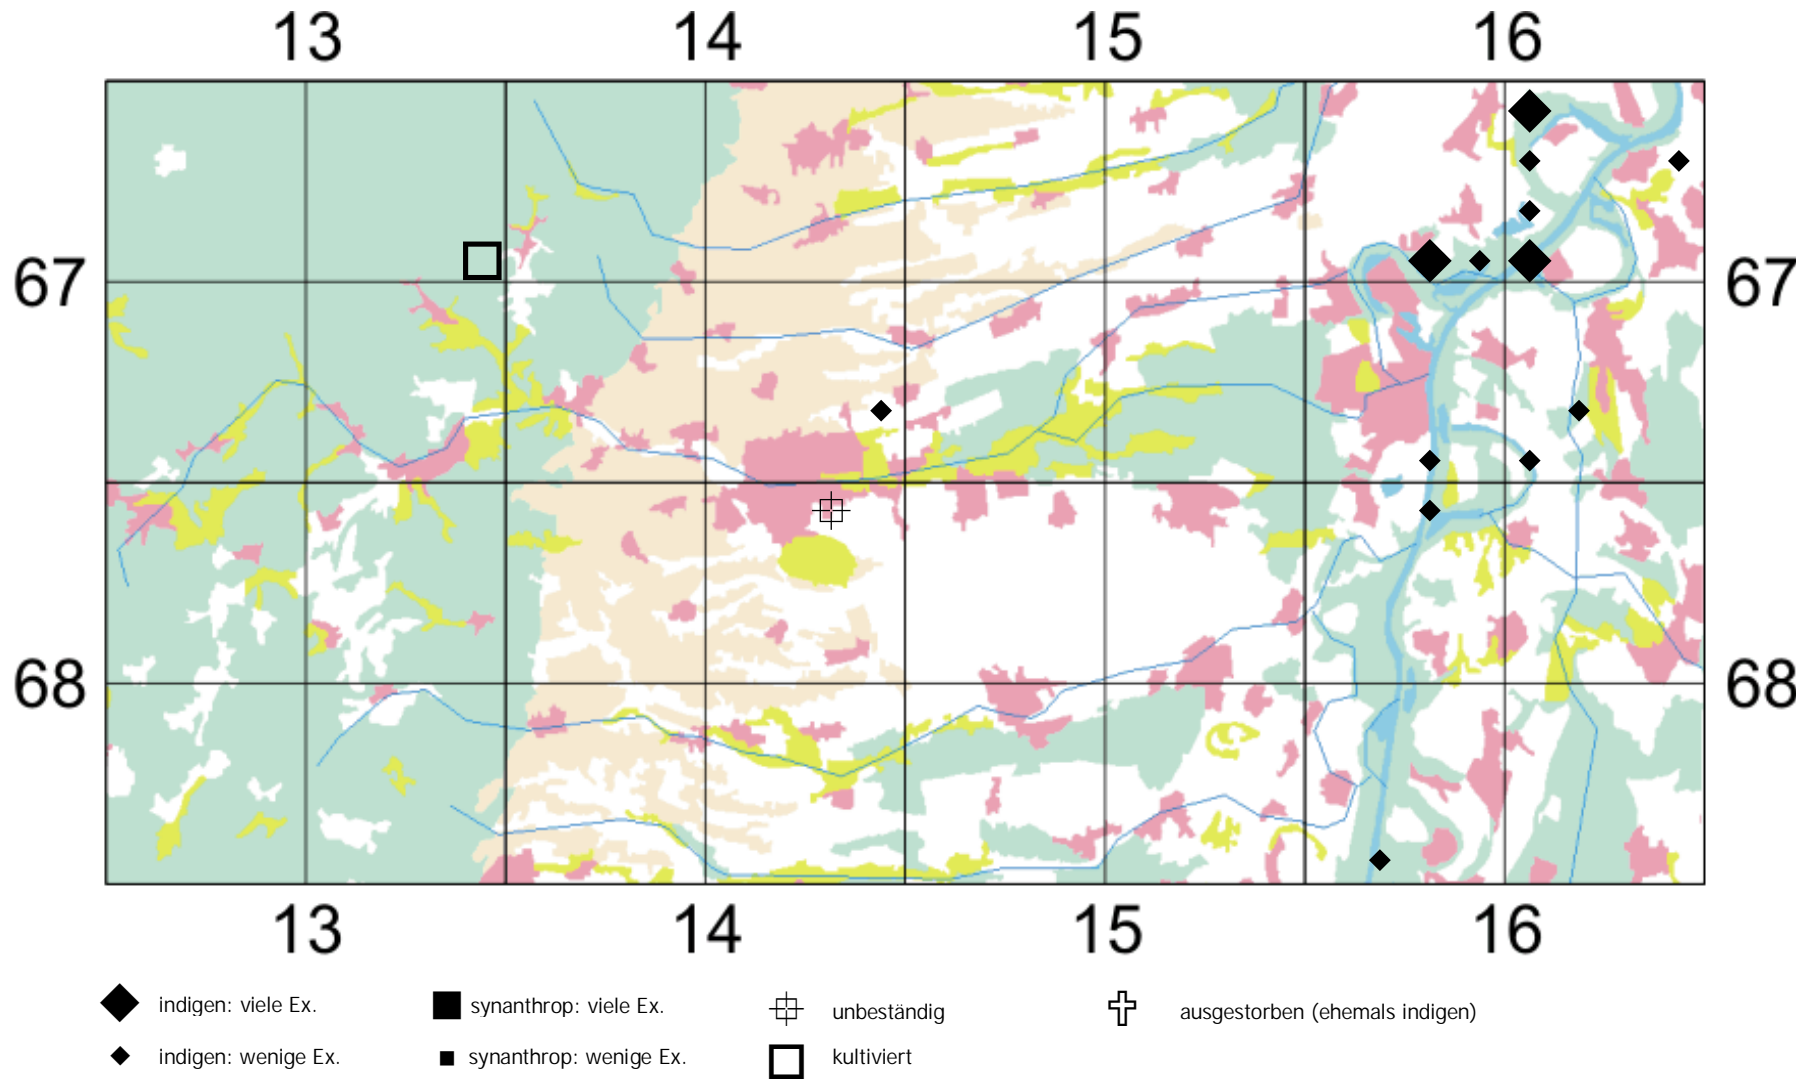 13 14 15 16
67 67
68 68
13 14 15 16
indigen: viele Ex. synanthrop: viele Ex. unbeständig ausgestorben (ehemals indigen)
indigen: wenige Ex. synanthrop: wenige Ex. kultiviert